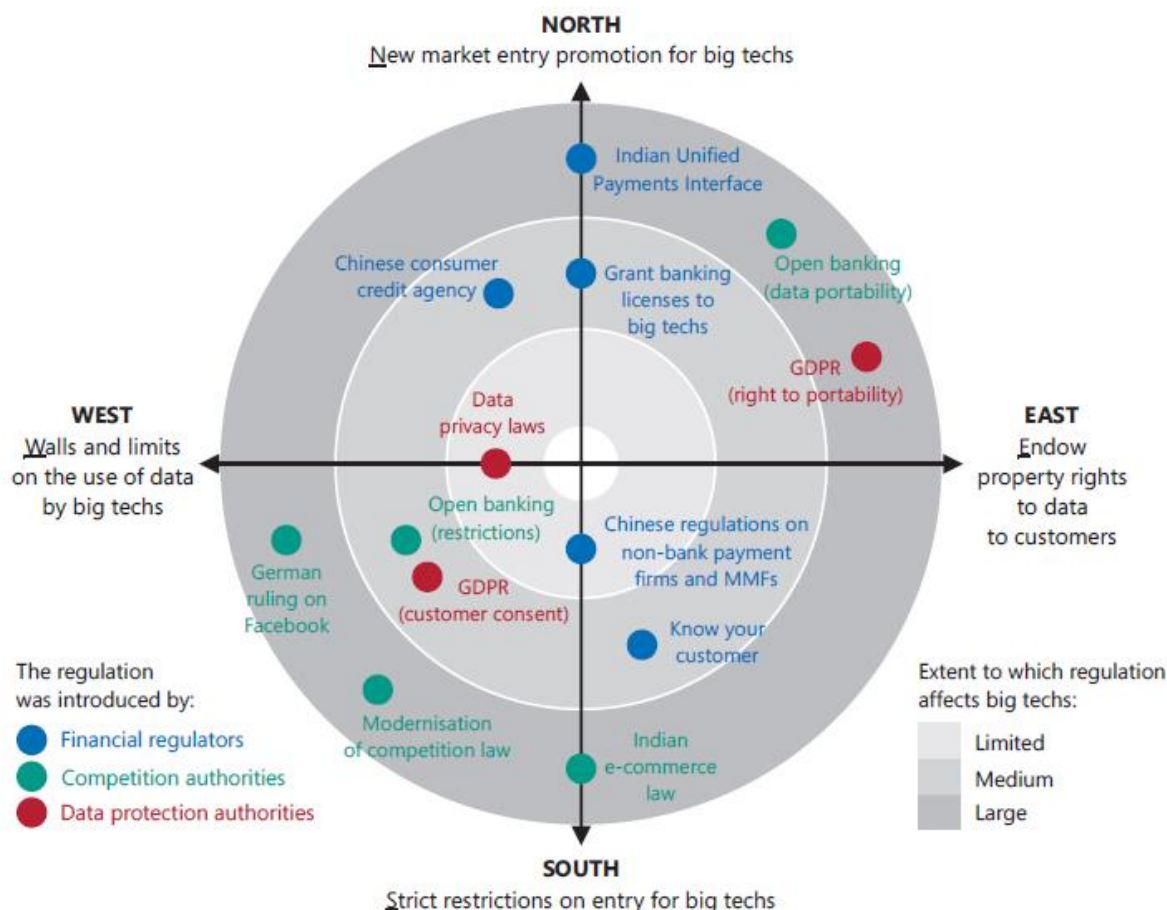 NORTH
New market entry promotion for big techs
Indian Unified
Payments Interface
Chinese consumer
credit agency
Grant banking
licenses to
big techs
Open banking
(data portability)
GDPR
(right to portability)
Data
privacy laws
WEST
Walls and limits
on the use of data
by big techs
EAST
Endow
property rights
to data
to customers
Open banking
(restrictions)
Chinese regulations on
non-bank payment
firms and MMFs
German
ruling on
Facebook
GDPR
(customer consent)
Know your
customer
Modernisation
of competition law
Indian
e-commerce
law
The regulation
was introduced by:
Financial regulators
Competition authorities
Data protection authorities
Extent to which regulation
affects big techs:
Limited
Medium
Large
SOUTH
Strict restrictions on entry for big techs